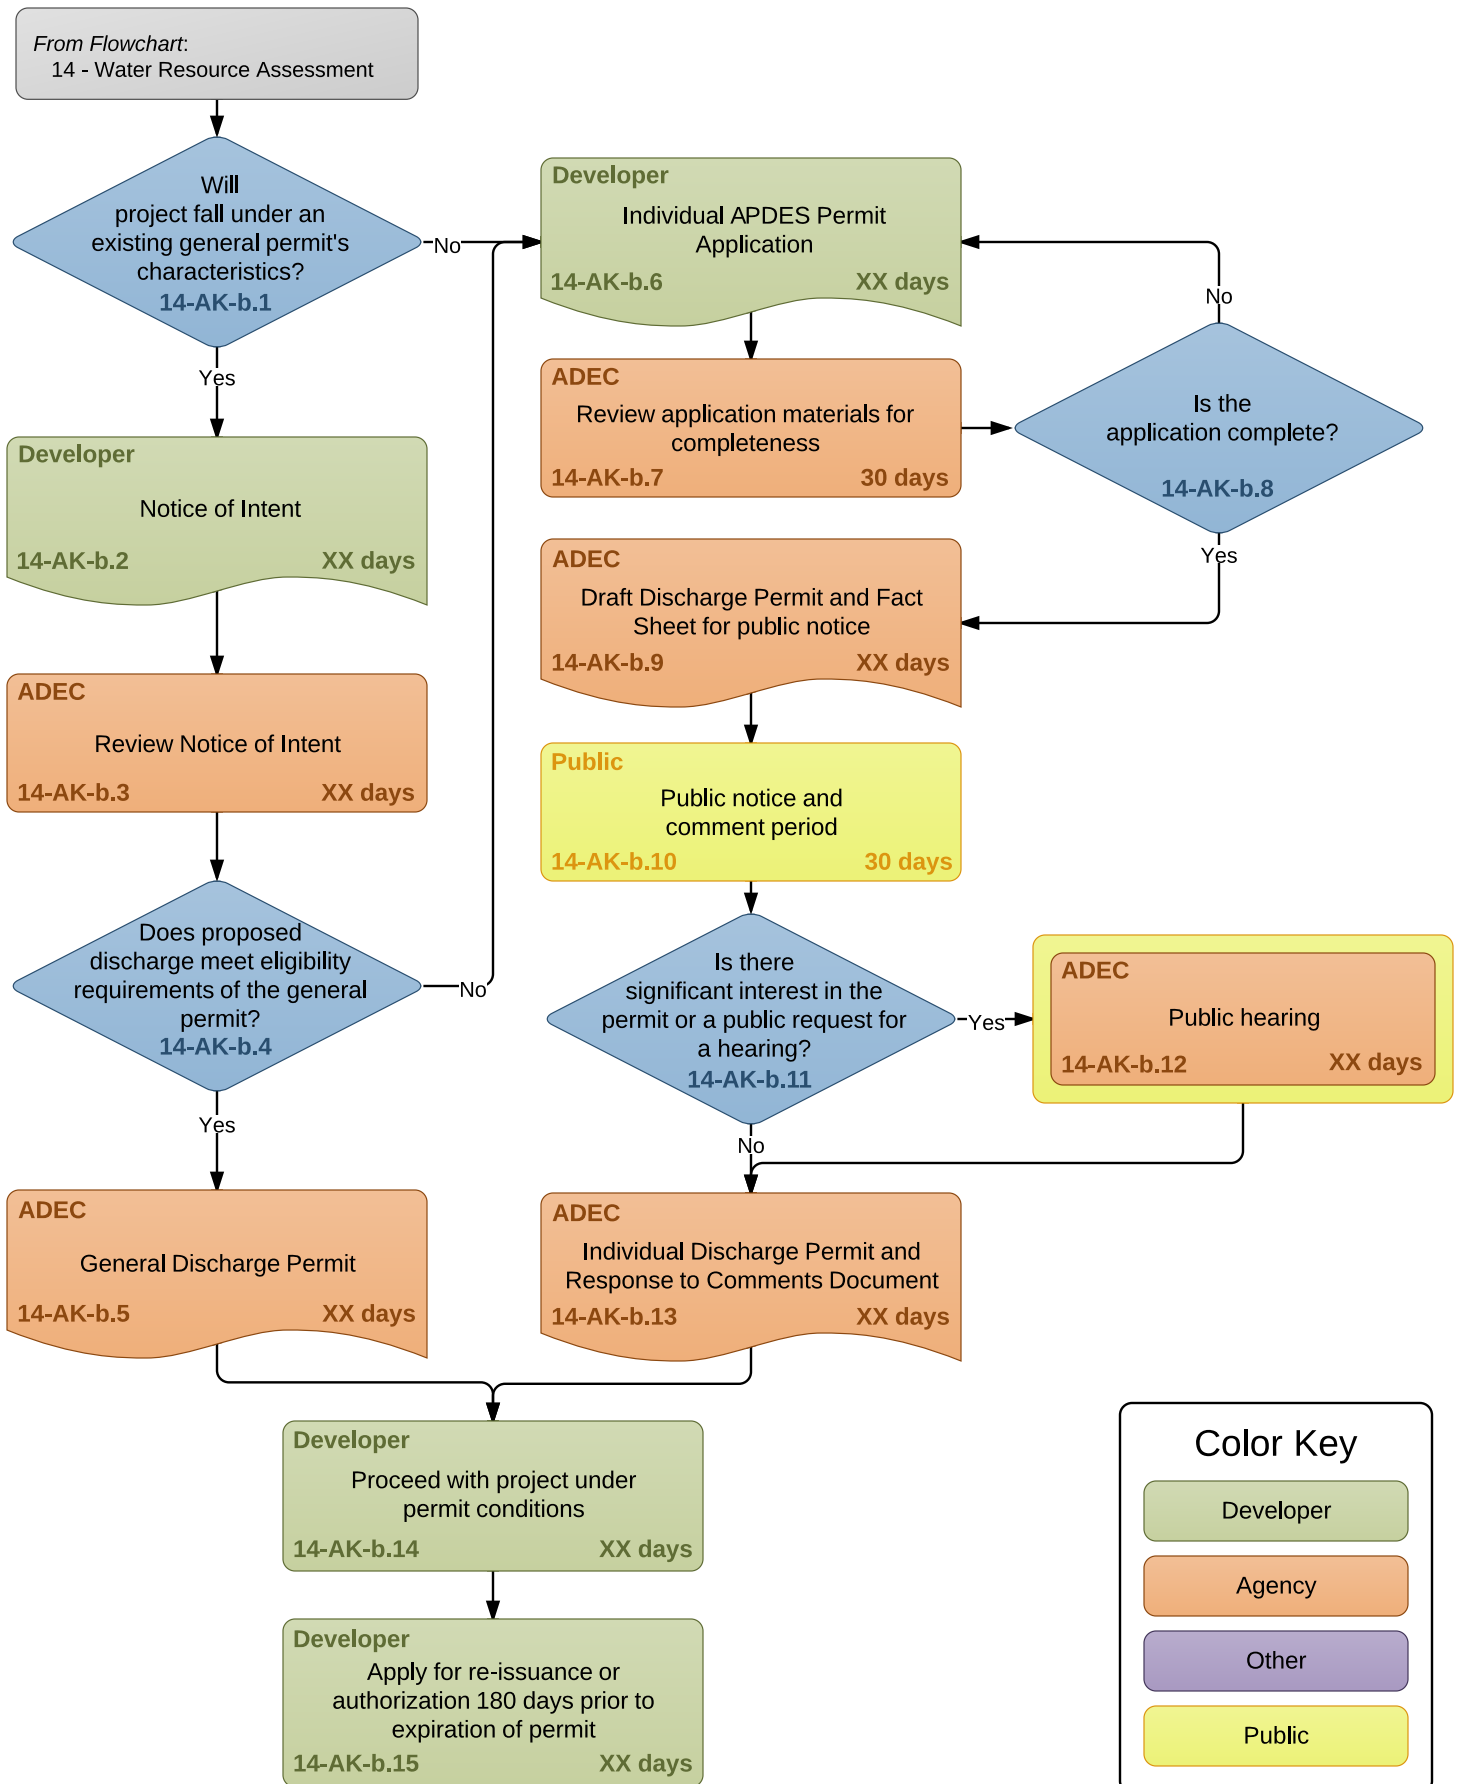 From Flowchart:
14 - Water Resource Assessment
Will
project fall under an
existing general permit's
characteristics?
14-AK-b.1
No
Yes
Developer
Notice of Intent
14-AK-b.2 XX days
ADEC
Review Notice of Intent
14-AK-b.3 XX days
Does proposed
discharge meet eligibility
requirements of the general
permit?
14-AK-b.4
No
Yes
ADEC
General Discharge Permit
14-AK-b.5 XX days
Developer
Individual APDES Permit
Application
14-AK-b.6 XX days
ADEC
Review application materials for
completeness
14-AK-b.7 30 days
No
Is the
application complete?
14-AK-b.8
Yes
ADEC
Draft Discharge Permit and Fact
Sheet for public notice
14-AK-b.9 XX days
Public
Public notice and
comment period
14-AK-b.10 30 days
Is there
significant interest in the
permit or a public request for
a hearing?
14-AK-b.11
Yes
No
ADEC
Public hearing
14-AK-b.12 XX days
ADEC
Individual Discharge Permit and
Response to Comments Document
14-AK-b.13 XX days
Developer
Proceed with project under
permit conditions
14-AK-b.14 XX days
Developer
Apply for re-issuance or
authorization 180 days prior to
expiration of permit
14-AK-b.15 XX days
Color Key
Developer
Agency
Other
Public